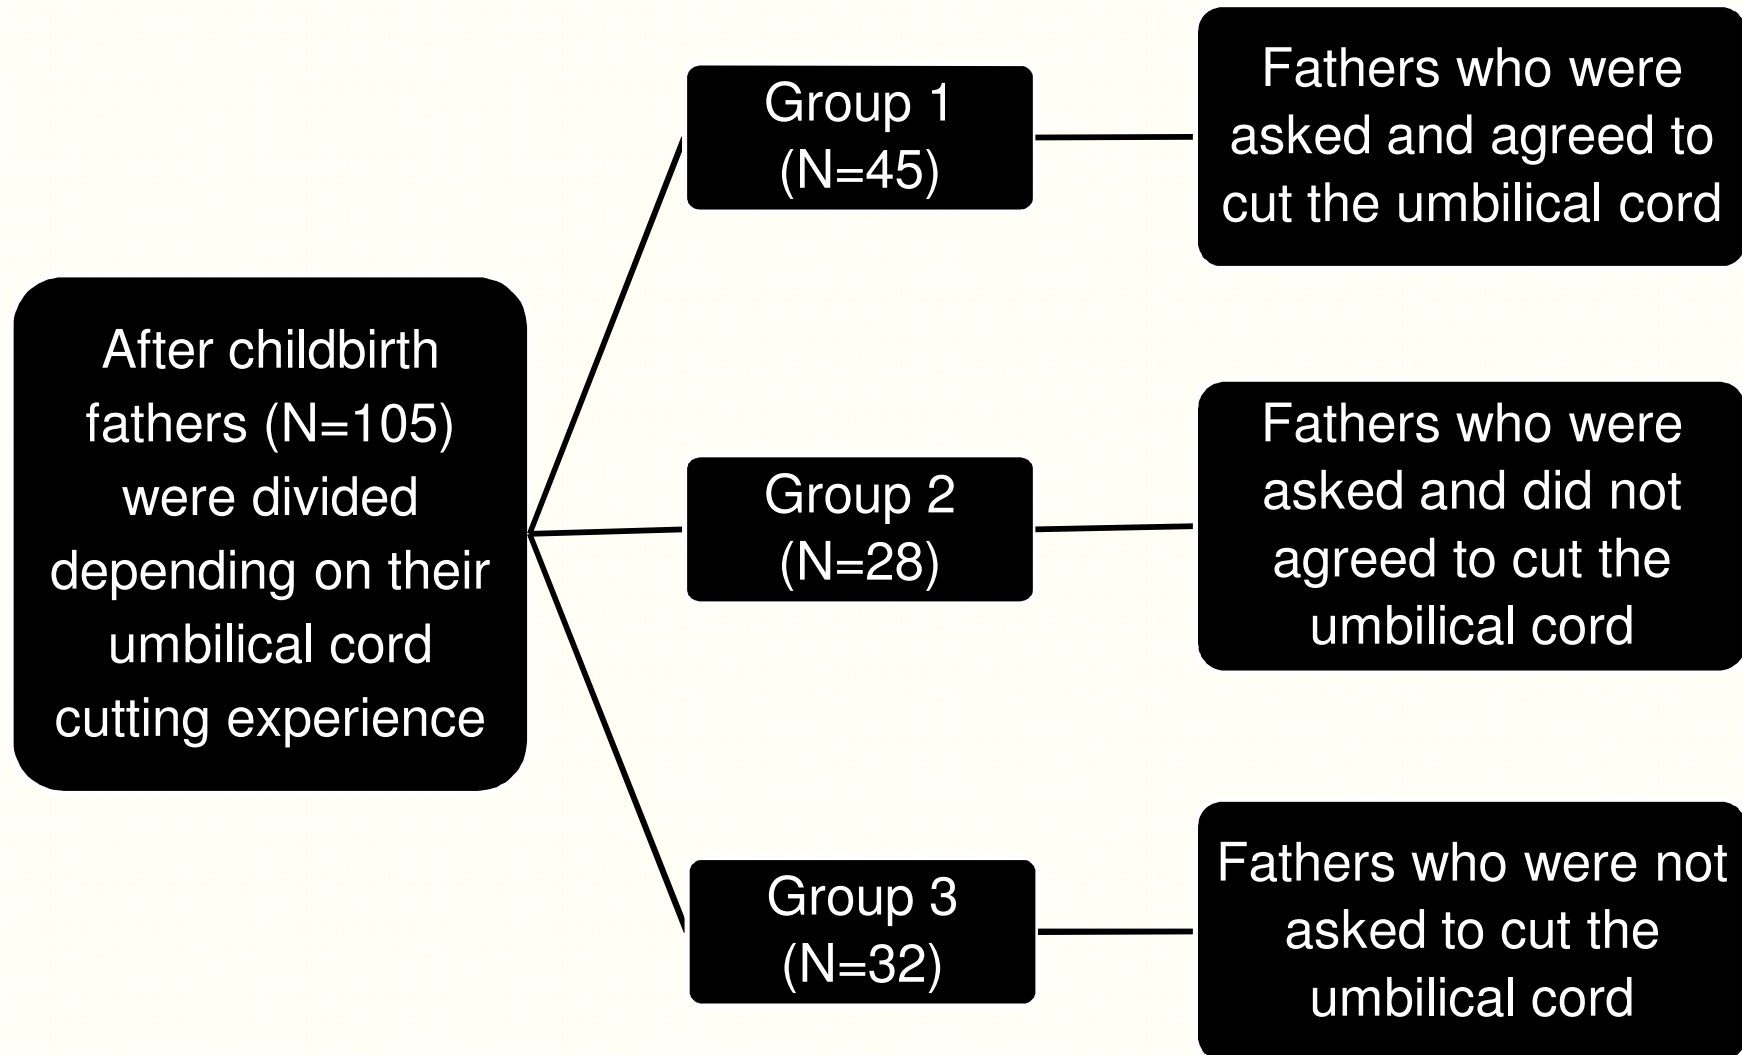 After childbirth
fathers (N=105)
were divided
depending on their
umbilical cord
cutting experience
Group 1
(N=45)
Fathers who were
asked and agreed to
cut the umbilical cord
Group 2
(N=28)
Fathers who were
asked and did not
agreed to cut the
umbilical cord
Group 3
(N=32)
Fathers who were not
asked to cut the
umbilical cord